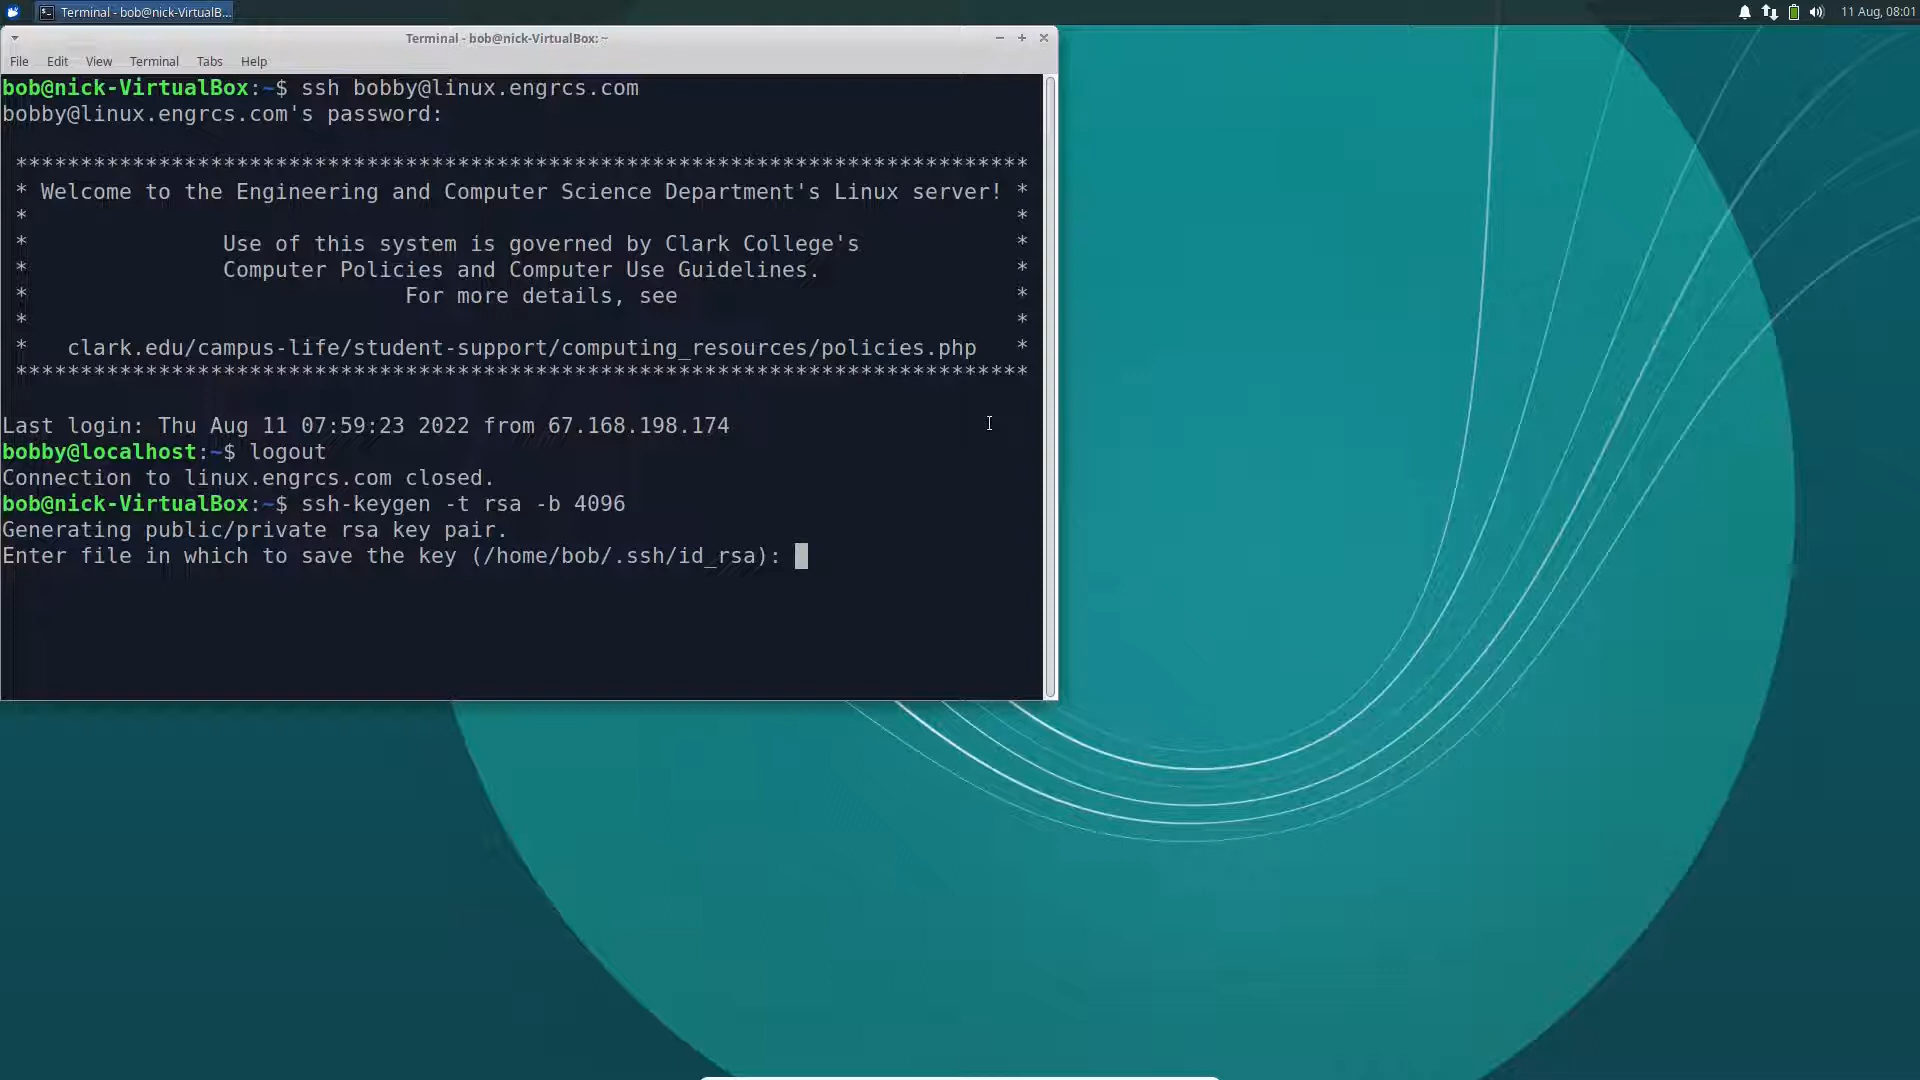 Terminal - bob@nick-VirtualB...
11 Aug, 08:01
Terminal - bob@nick-VirtualBox: ~
File Edit View Terminal Tabs Help
bob@nick-VirtualBox:~$ ssh bobby@linux.engrcs.com
bobby@linux.engrcs.com's password:
******************************************************************************
* Welcome to the Engineering and Computer Science Department's Linux server! *
* *
* Use of this system is governed by Clark College's *
* Computer Policies and Computer Use Guidelines. *
* For more details, see *
* *
* clark.edu/campus-life/student-support/computing_resources/policies.php *
******************************************************************************
Last login: Thu Aug 11 07:59:23 2022 from 67.168.198.174
bobby@localhost:~$ logout
Connection to linux.engrcs.com closed.
bob@nick-VirtualBox:~$ ssh-keygen -t rsa -b 4096
Generating public/private rsa key pair.
Enter file in which to save the key (/home/bob/.ssh/id_rsa):